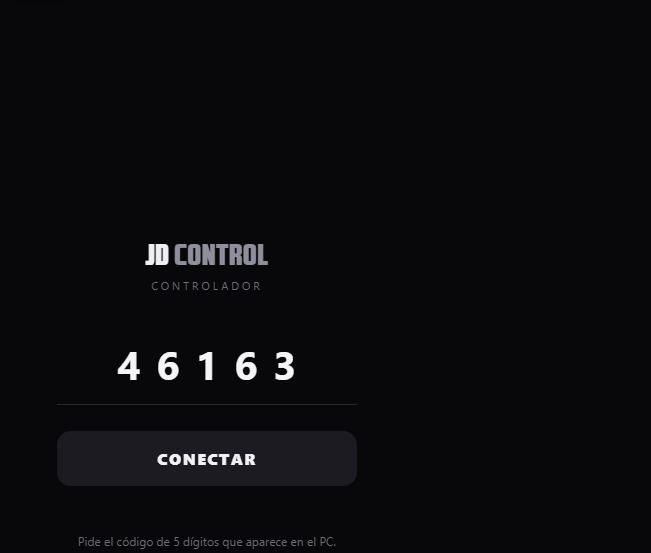 JD CONTROL
CONTROLADOR
4 6 1 6 3
CONECTAR
Pide el código de 5 dígitos que aparece en el PC.